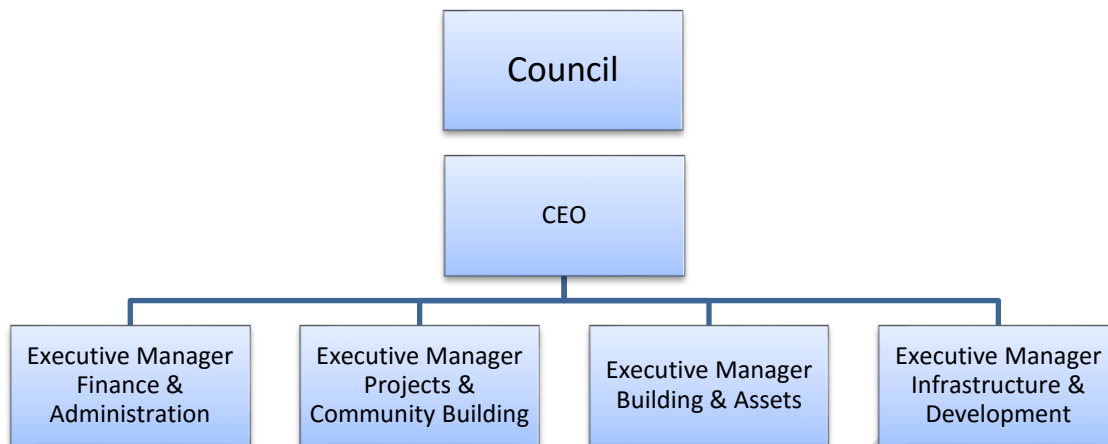 Council
CEO
Executive Manager
Finance &
Administration
Executive Manager
Projects &
Community Building
Executive Manager
Building & Assets
Executive Manager
Infrastructure &
Development